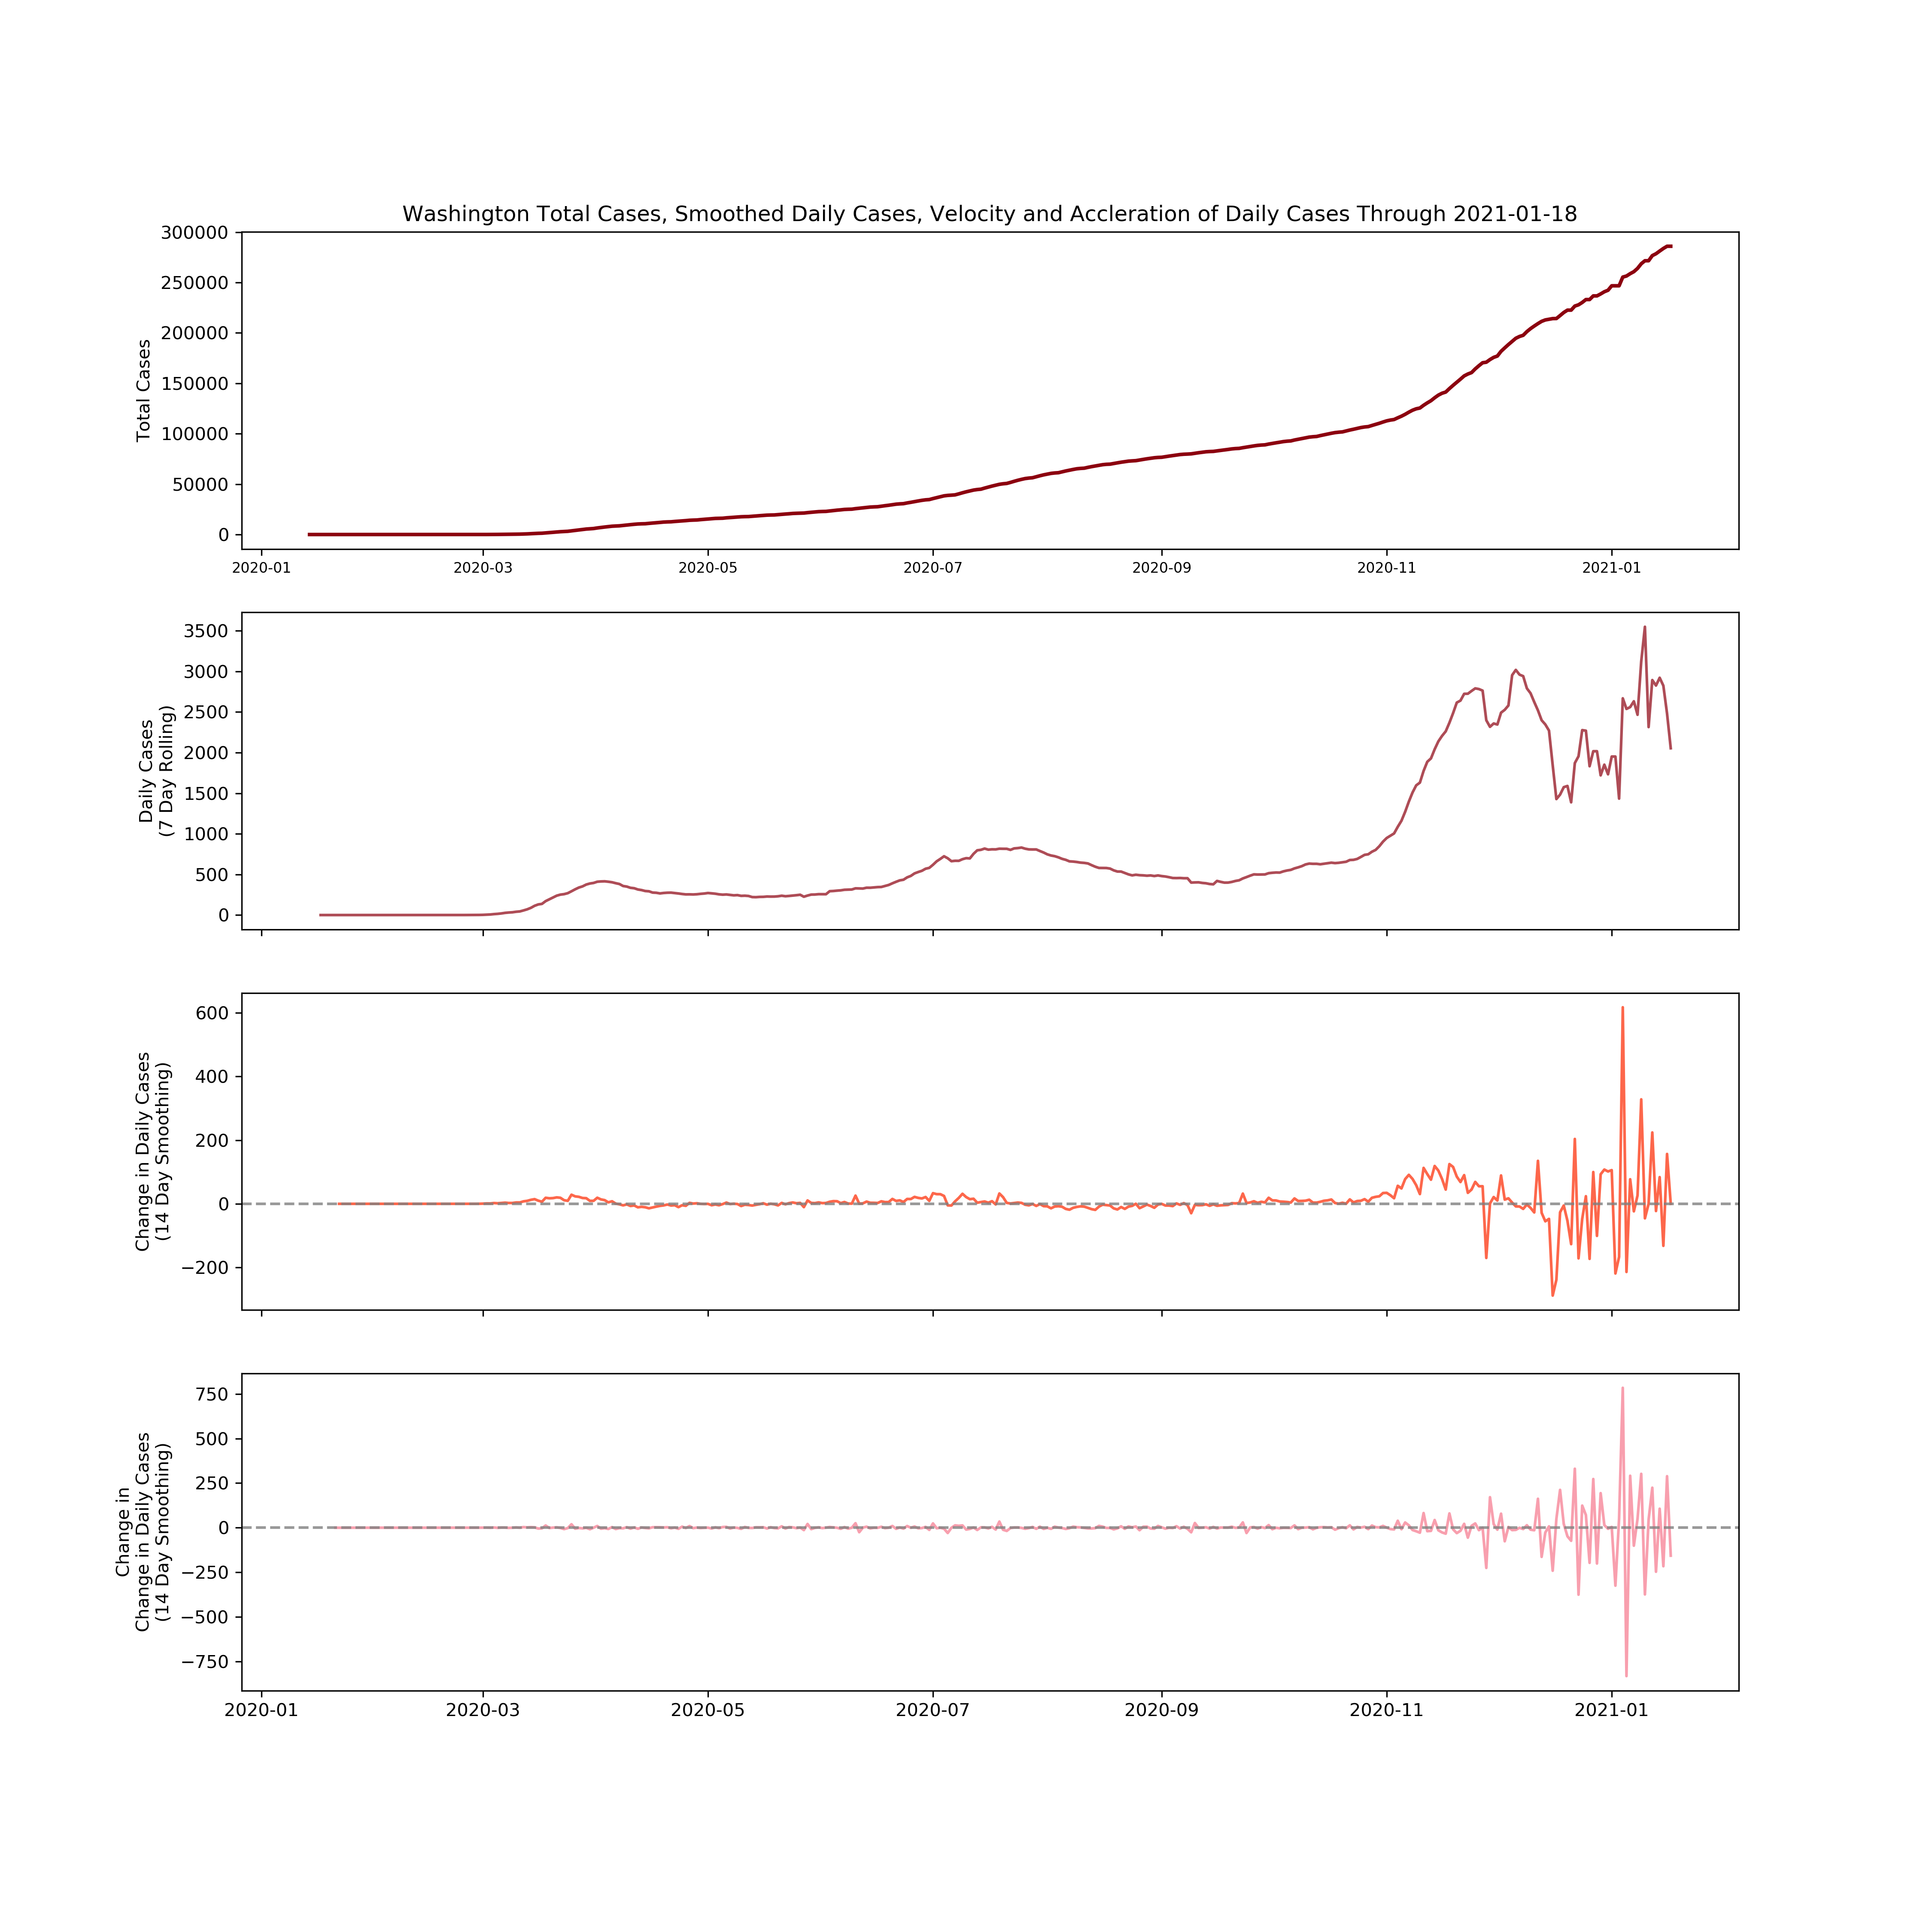 Washington Total Cases, Smoothed Daily Cases, Velocity and Accleration of Daily Cases Through 2021-01-18
Total Cases
300000
250000
200000
150000
100000
50000
0
2020-01 2020-03 2020-05 2020-07 2020-09 2020-11 2021-01
Daily Cases
(7 Day Rolling)
3500
3000
2500
2000
1500
1000
500
0
Change in Daily Cases
(14 Day Smoothing)
600
400
200
0
−200
Change in
Change in Daily Cases
(14 Day Smoothing)
750
500
250
0
−250
−500
−750
2020-01 2020-03 2020-05 2020-07 2020-09 2020-11 2021-01